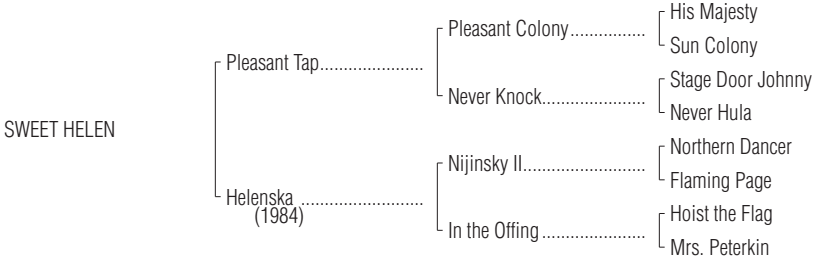 His Majesty
Pleasant Colony................
Sun Colony
Pleasant Tap......................
Stage Door Johnny
Never Knock......................
Never Hula
SWEET HELEN
Northern Dancer
Nijinsky II..........................
Flaming Page
Helenska ..........................
(1984)
Hoist the Flag
In the Offing ......................
Mrs. Peterkin